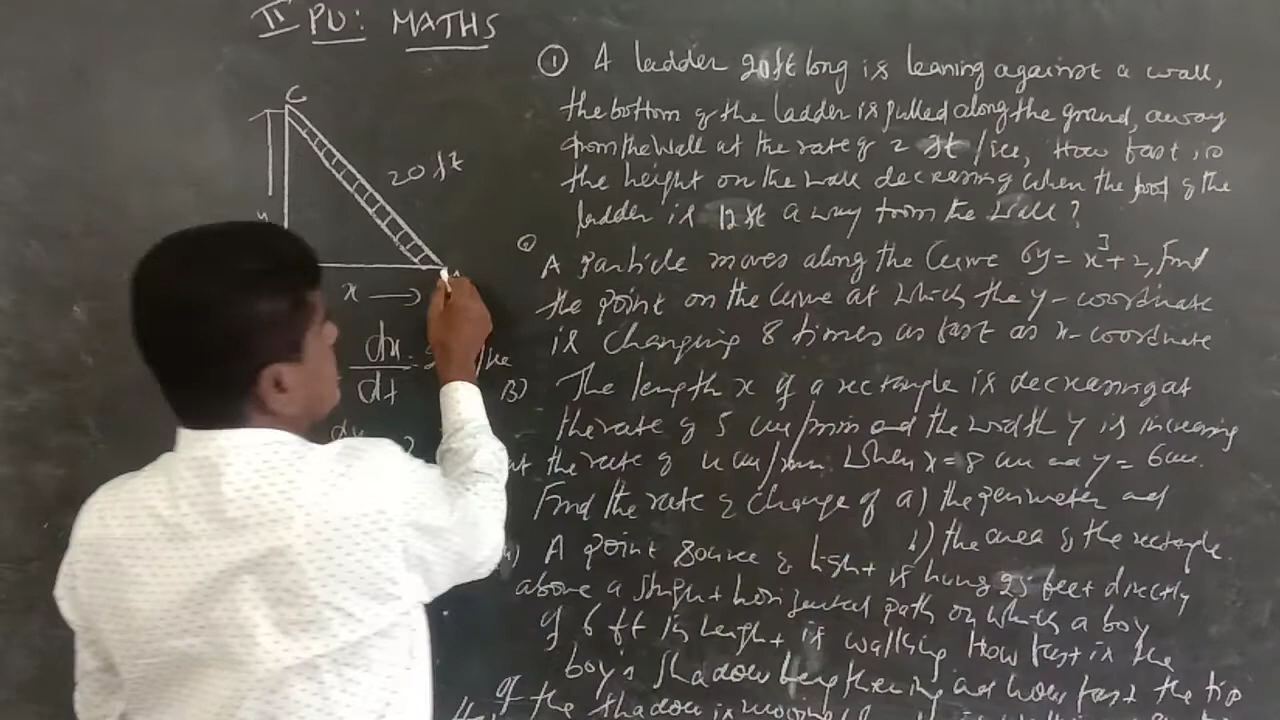 II PU: MATHS
C
20 ft
y
x →
dx/dt = 2
① A ladder 20ft long is leaning against a wall,
the bottom of the ladder is pulled along the ground, away
from the wall at the rate of 2 ft/sec, How fast is
the height on the wall decreasing when the foot of the
ladder is 12ft away from the wall?
A particle moves along the Curve 6y = x³+2, Find
the point on the Curve at which the y-coordinate
is changing 8 times as fast as x-coordinate
3) The length x of a rectangle is decreasing at
the rate of 5 cm/min and the width y is increasing
at the rate of 4 cm/min. When x=8 cm and y=6cm.
Find the rate of change of a) the perimeter and
b) the area of the rectangle.
4) A point Source of light is hung 25 feet directly
above a straight horizontal path on which a boy
of 6 ft in length is walking How fast is the
boy's Shadow lengthening and how fast the tip
of the shadow is